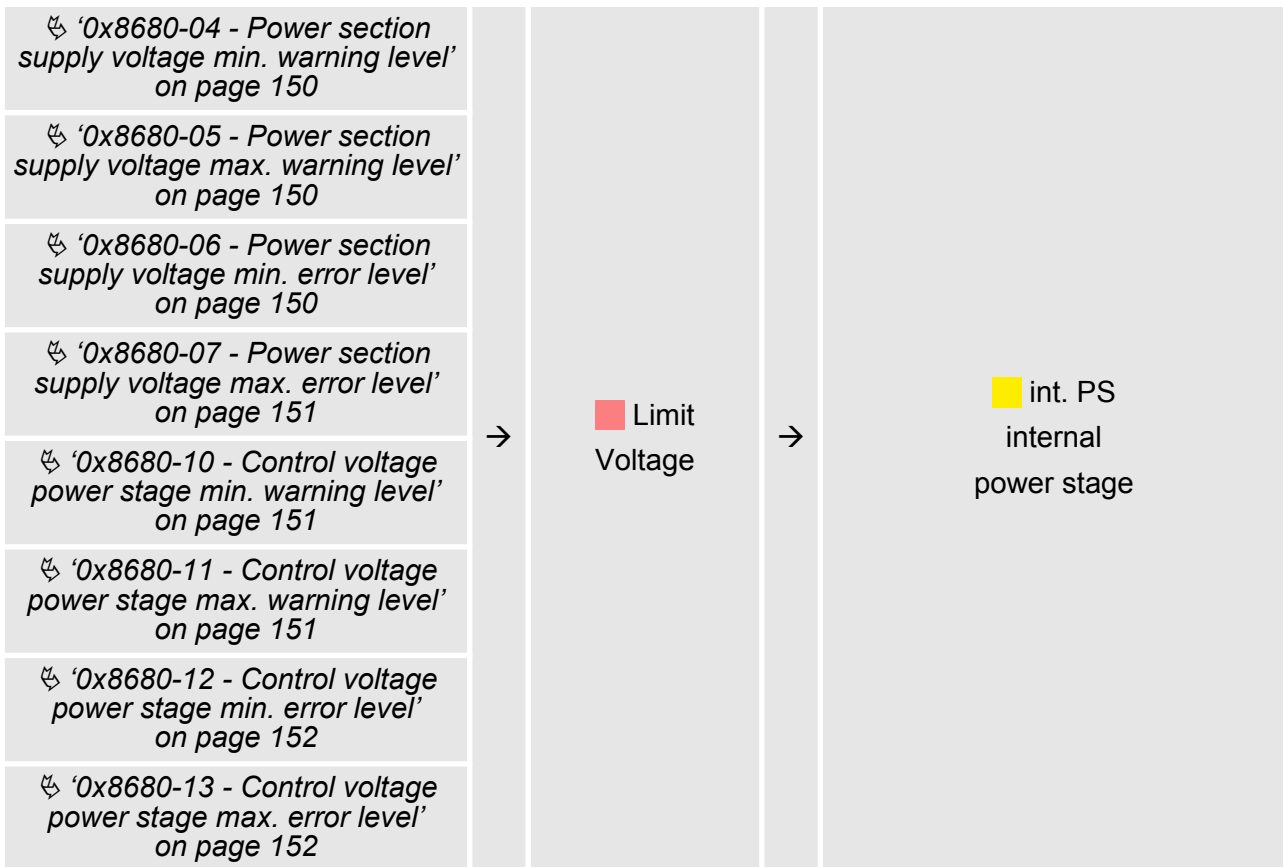 ↳ ‘0x8680-04 - Power section
supply voltage min. warning level’
on page 150
↳ ‘0x8680-05 - Power section
supply voltage max. warning level’
on page 150
↳ ‘0x8680-06 - Power section
supply voltage min. error level’
on page 150
↳ ‘0x8680-07 - Power section
supply voltage max. error level’
on page 151
↳ ‘0x8680-10 - Control voltage
power stage min. warning level’
on page 151
↳ ‘0x8680-11 - Control voltage
power stage max. warning level’
on page 151
↳ ‘0x8680-12 - Control voltage
power stage min. error level’
on page 152
↳ ‘0x8680-13 - Control voltage
power stage max. error level’
on page 152
→
Limit
Voltage
→
int. PS
internal
power stage